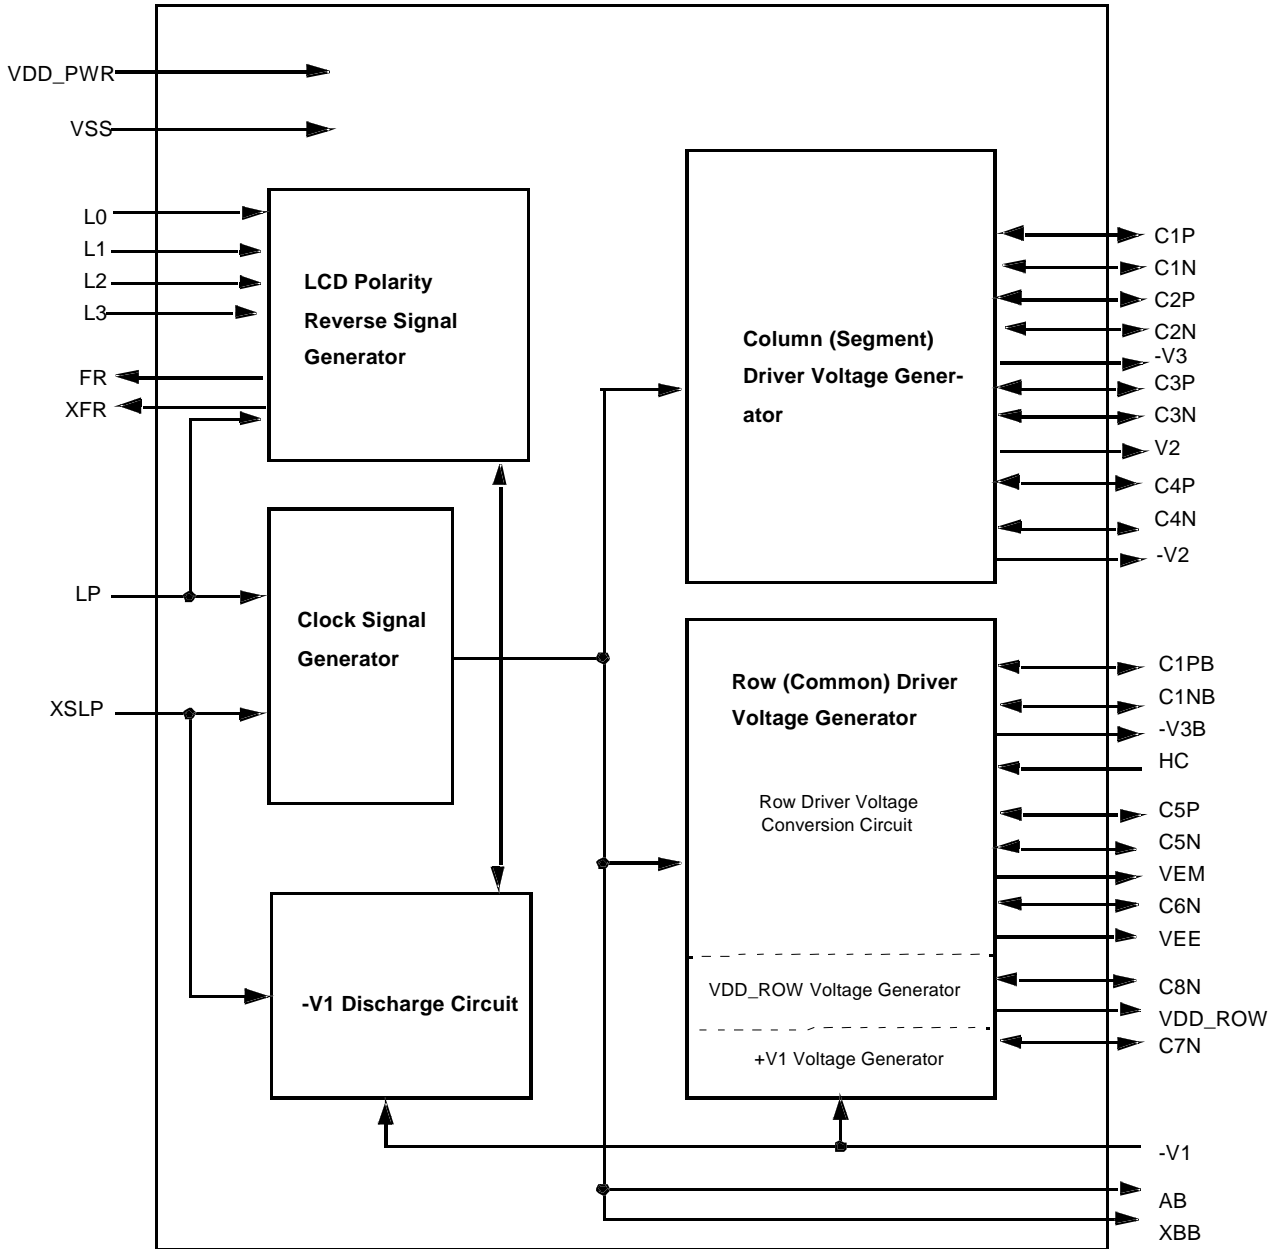 VDD_PWR
VSS
L0
L1
L2
L3
FR
XFR
LP
XSLP
LCD Polarity
Reverse Signal
Generator
Clock Signal
Generator
-V1 Discharge Circuit
Column (Segment)
Driver Voltage Gener-
ator
Row (Common) Driver
Voltage Generator
Row Driver Voltage
Conversion Circuit
VDD_ROW Voltage Generator
+V1 Voltage Generator
C1P
C1N
C2P
C2N
-V3
C3P
C3N
V2
C4P
C4N
-V2
C1PB
C1NB
-V3B
HC
C5P
C5N
VEM
C6N
VEE
C8N
VDD_ROW
C7N
-V1
AB
XBB